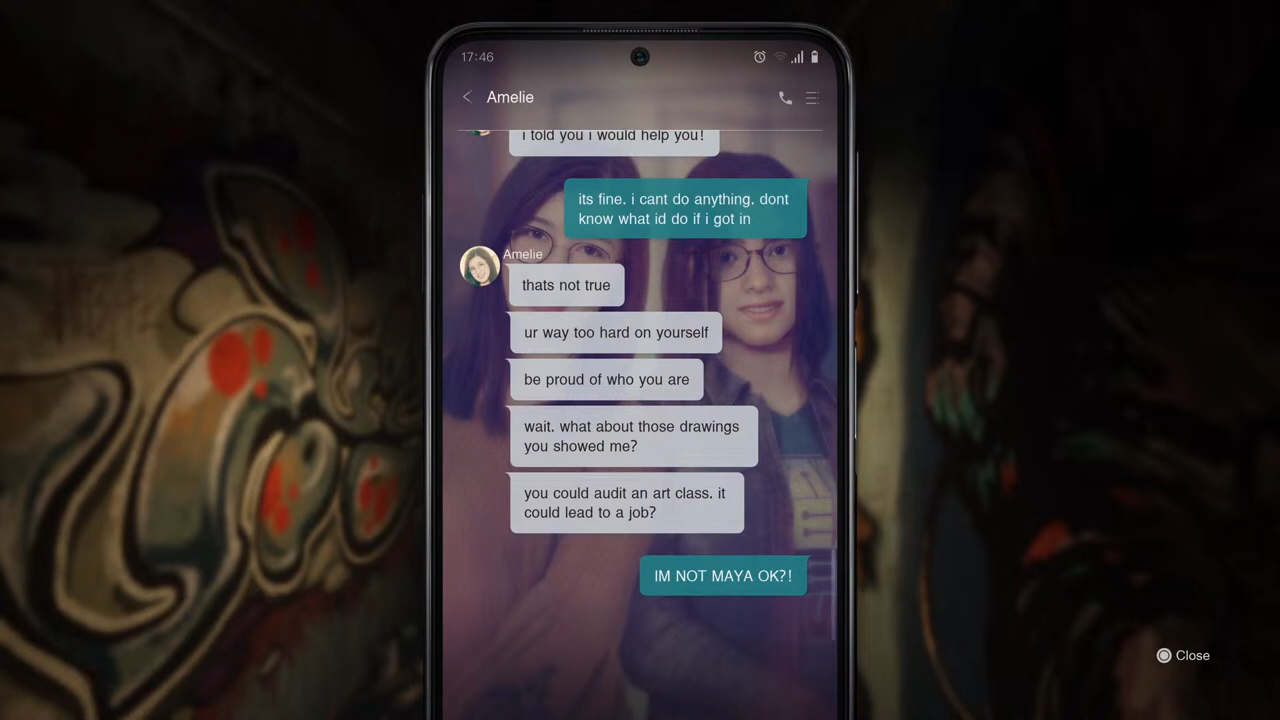 17:46
Amelie
i told you i would help you!
its fine. i cant do anything. dont
know what id do if i got in
Amelie
thats not true
ur way too hard on yourself
be proud of who you are
wait. what about those drawings
you showed me?
you could audit an art class. it
could lead to a job?
IM NOT MAYA OK?!
Close